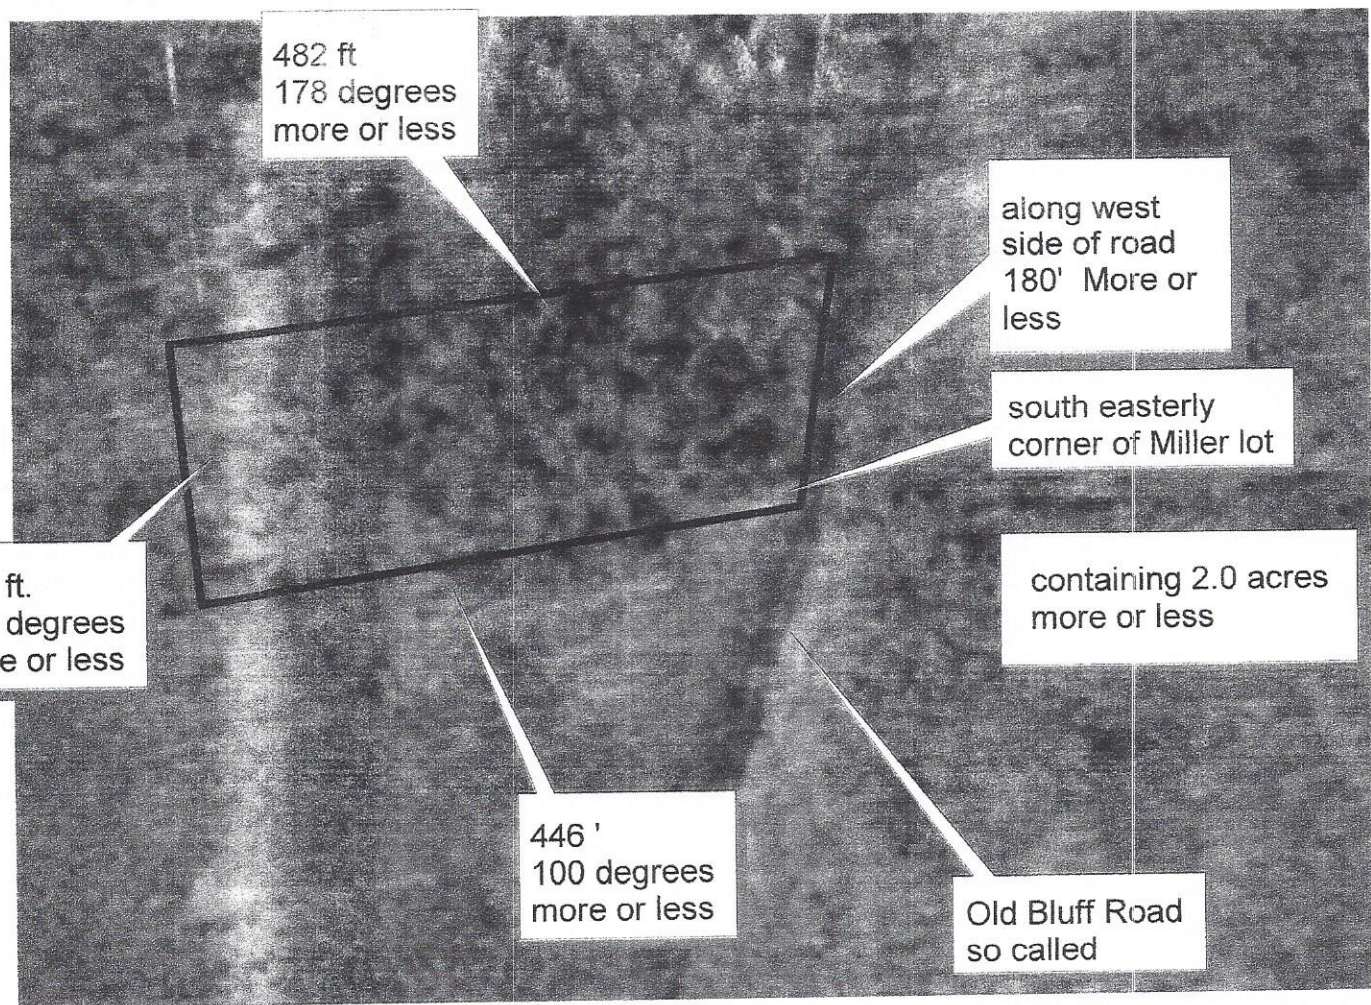 482 ft
178 degrees
more or less
along west
side of road
180' More or
less
south easterly
corner of Miller lot
ft.
degrees
e or less
containing 2.0 acres
more or less
446 '
100 degrees
more or less
Old Bluff Road
so called